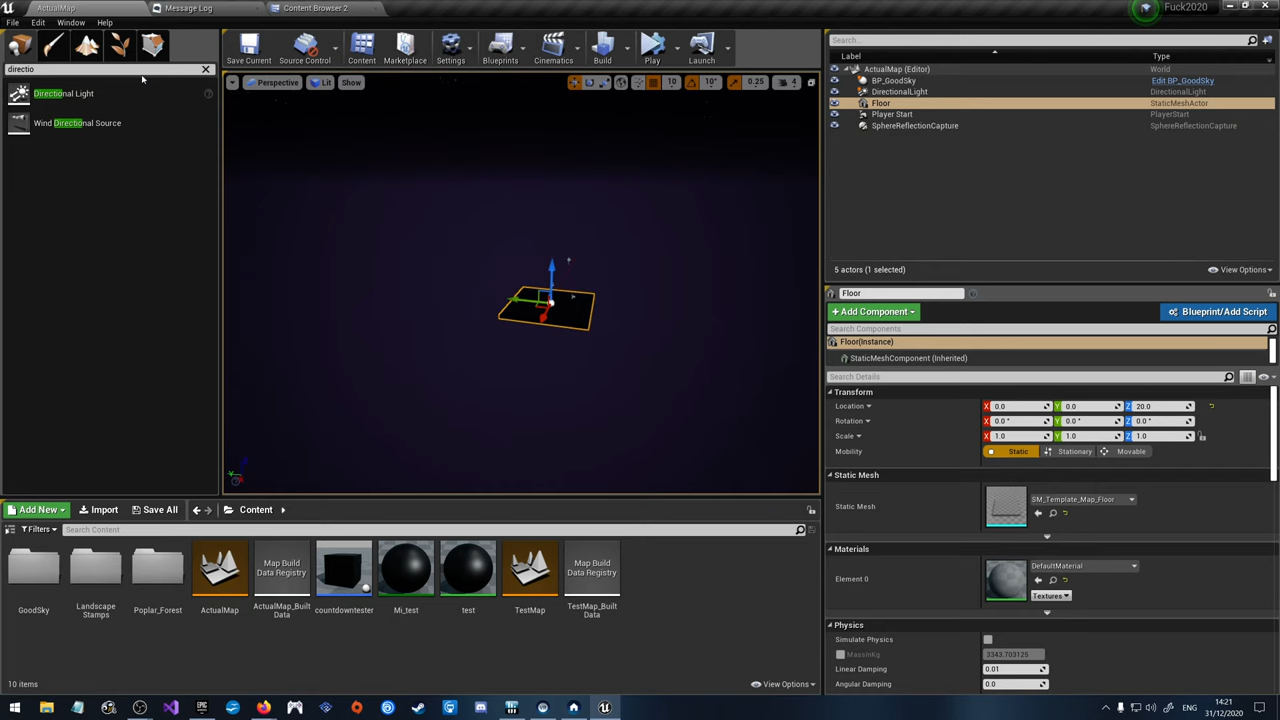 ActualMap
Message Log
Content Browser 2
Fuck2020
File Edit Window Help
directio
Directional Light
Wind Directional Source
Save Current
Source Control
Content
Marketplace
Settings
Blueprints
Cinematics
Build
Play
Launch
Perspective
Lit
Show
10
10°
0.25
4
Search...
Label
Type
ActualMap (Editor)
World
BP_GoodSky
Edit BP_GoodSky
DirectionalLight
DirectionalLight
Floor
StaticMeshActor
Player Start
PlayerStart
SphereReflectionCapture
SphereReflectionCapture
5 actors (1 selected)
View Options
Floor
+ Add Component
Blueprint/Add Script
Search Components
Floor(Instance)
StaticMeshComponent (Inherited)
Search Details
Transform
Location
X 0.0
Y 0.0
Z 20.0
Rotation
X 0.0 °
Y 0.0 °
Z 0.0 °
Scale
X 1.0
Y 1.0
Z 1.0
Mobility
Static
Stationary
Movable
Static Mesh
Static Mesh
SM_Template_Map_Floor
Materials
Element 0
DefaultMaterial
Textures
Physics
Simulate Physics
MassInKg
3343.703125
Linear Damping
0.01
Angular Damping
0.0
Add New
Import
Save All
Content
Filters
Search Content
GoodSky
Landscape
Stamps
Poplar_Forest
ActualMap
Map Build
Data Registry
ActualMap_Built
Data
countdowntester
Mi_test
test
TestMap
Map Build
Data Registry
TestMap_Built
Data
10 items
View Options
ENG
14:21
31/12/2020